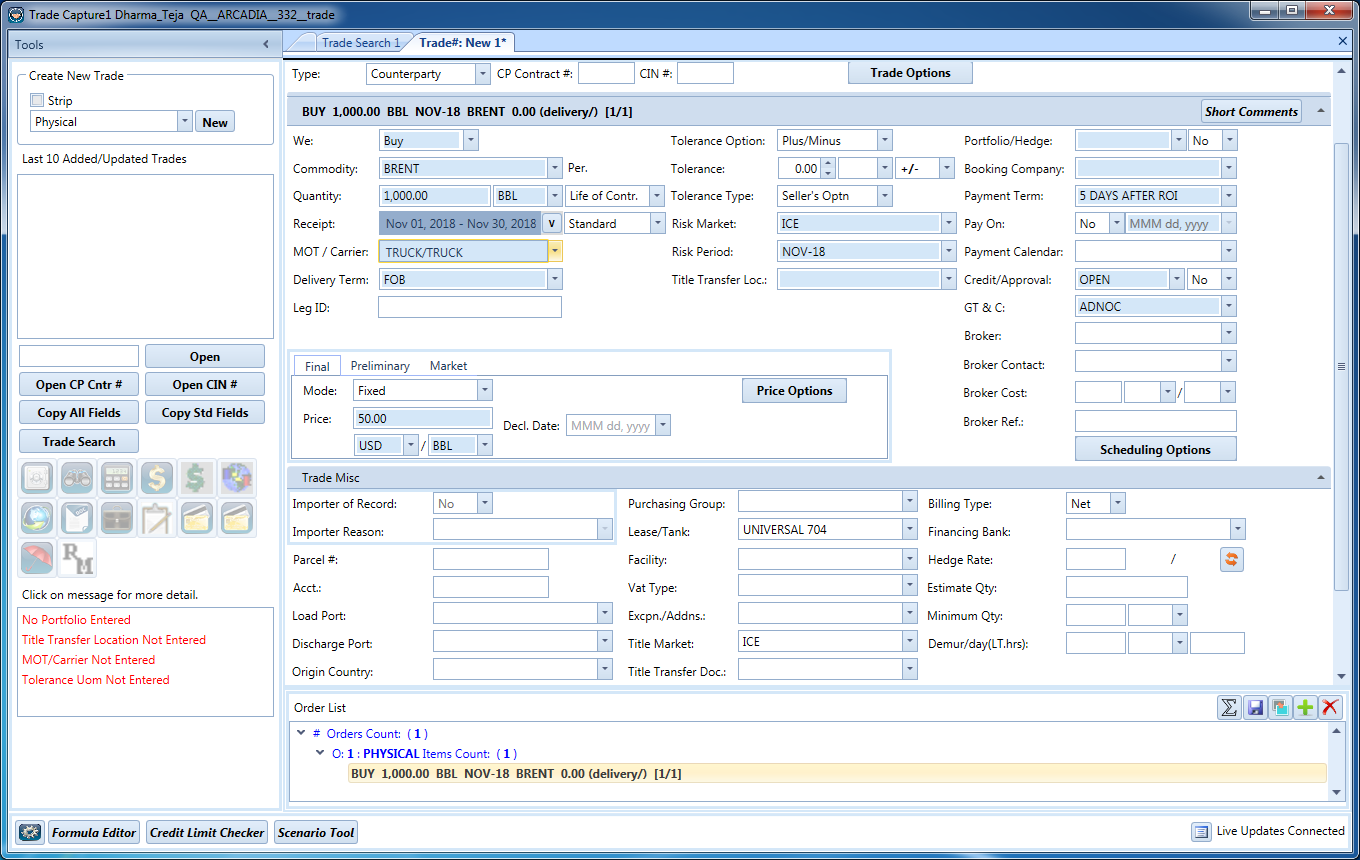 Trade Capture1 Dharma_Teja QA__ARCADIA__332__trade
Tools
Create New Trade
Strip
Physical
New
Last 10 Added/Updated Trades
Open
Open CP Cntr #
Open CIN #
Copy All Fields
Copy Std Fields
Trade Search
RM
Click on message for more detail.
No Portfolio Entered
Title Transfer Location Not Entered
MOT/Carrier Not Entered
Tolerance Uom Not Entered
Trade Search 1
Trade#: New 1*
Type: Counterparty CP Contract #: CIN #: Trade Options
BUY 1,000.00 BBL NOV-18 BRENT 0.00 (delivery/) [1/1] Short Comments
We: Buy
Commodity: BRENT Per.
Quantity: 1,000.00 BBL Life of Contr.
Receipt: Nov 01, 2018 - Nov 30, 2018 v Standard
MOT / Carrier: TRUCK/TRUCK
Delivery Term: FOB
Leg ID:
Tolerance Option: Plus/Minus
Tolerance: 0.00 +/-
Tolerance Type: Seller's Optn
Risk Market: ICE
Risk Period: NOV-18
Title Transfer Loc.:
Portfolio/Hedge: No
Booking Company:
Payment Term: 5 DAYS AFTER ROI
Pay On: No MMM dd, yyyy
Payment Calendar:
Credit/Approval: OPEN No
GT & C: ADNOC
Broker:
Broker Contact:
Broker Cost: /
Broker Ref.:
Scheduling Options
Final Preliminary Market
Mode: Fixed Price Options
Price: 50.00
Decl. Date: MMM dd, yyyy
USD / BBL
Trade Misc
Importer of Record: No
Importer Reason:
Parcel #:
Acct.:
Load Port:
Discharge Port:
Origin Country:
Purchasing Group:
Lease/Tank: UNIVERSAL 704
Facility:
Vat Type:
Excpn./Addns.:
Title Market: ICE
Title Transfer Doc.:
Billing Type: Net
Financing Bank:
Hedge Rate: /
Estimate Qty:
Minimum Qty:
Demur/day(LT.hrs):
Order List
# Orders Count: ( 1 )
O: 1 : PHYSICAL Items Count: ( 1 )
BUY 1,000.00 BBL NOV-18 BRENT 0.00 (delivery/) [1/1]
Formula Editor
Credit Limit Checker
Scenario Tool
Live Updates Connected